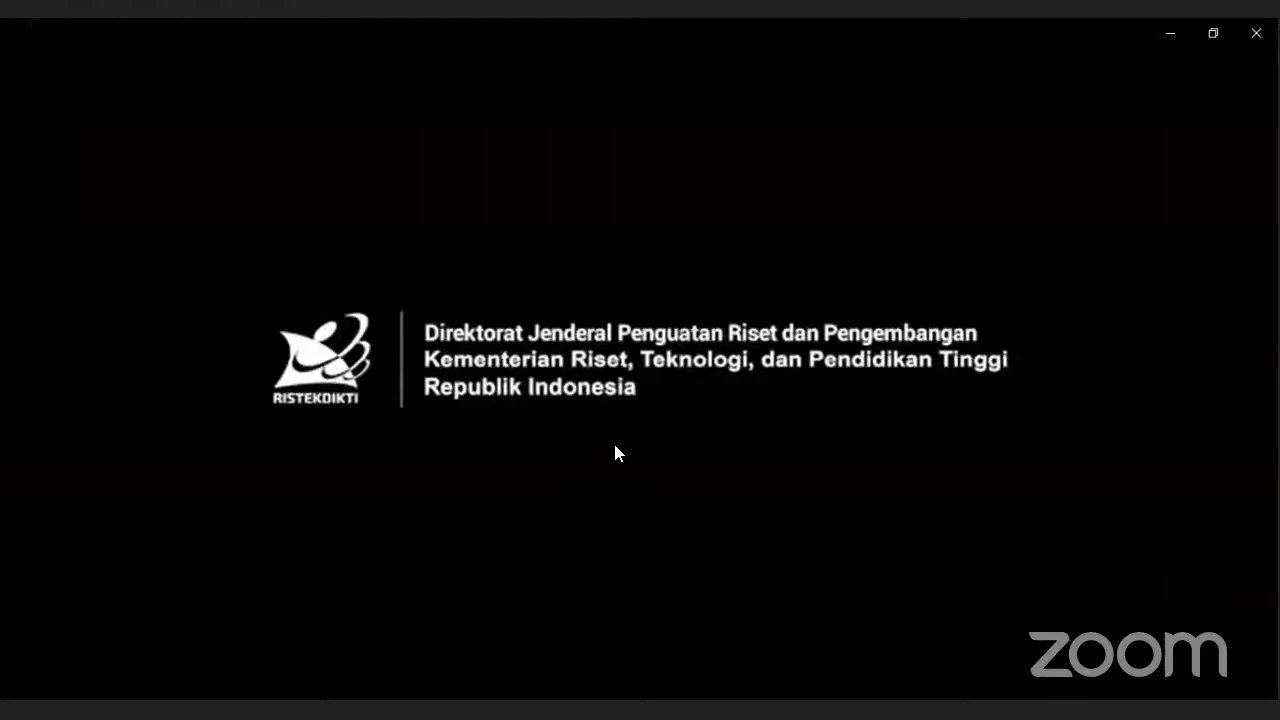 Direktorat Jenderal Penguatan Riset dan Pengembangan
Kementerian Riset, Teknologi, dan Pendidikan Tinggi
Republik Indonesia
RISTEKDIKTI
zoom